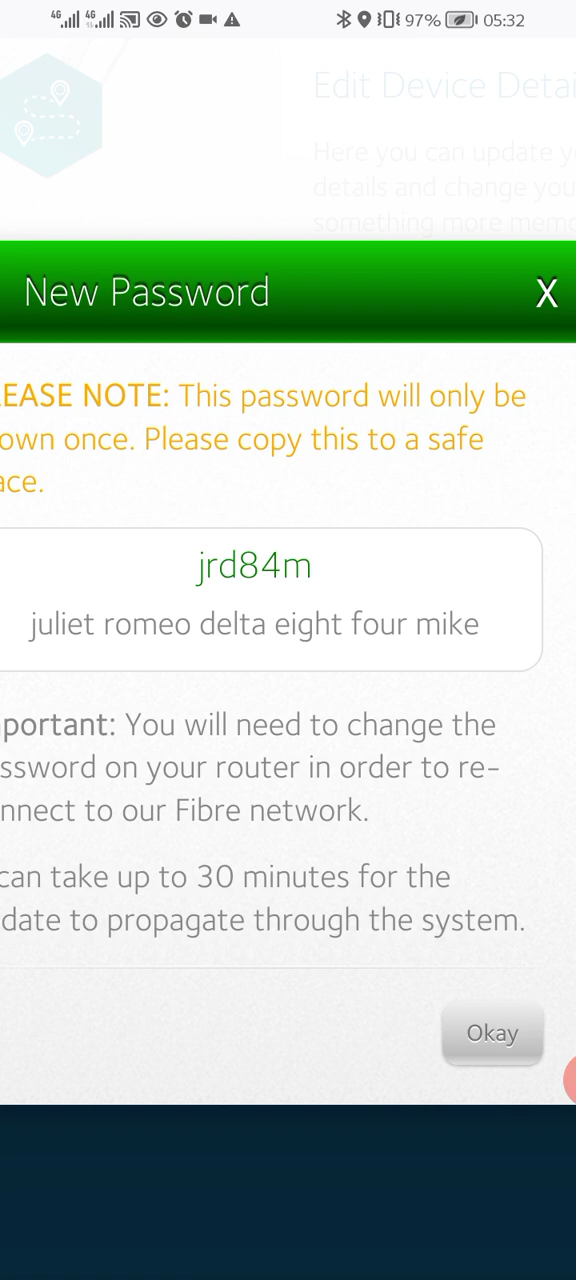 4G 4G 97% 05:32
Edit Device Detai
Here you can update yo
details and change you
something more memo
New Password X
LEASE NOTE: This password will only be
own once. Please copy this to a safe
ace.
jrd84m
juliet romeo delta eight four mike
portant: You will need to change the
ssword on your router in order to re-
nnect to our Fibre network.
can take up to 30 minutes for the
date to propagate through the system.
Okay